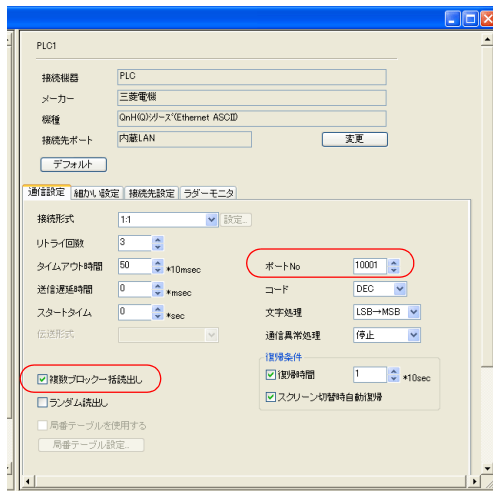 PLC1
接続機器 PLC
メーカー 三菱電機
機種 QnH(Q)シリーズ(Ethernet ASCII)
接続先ポート 内蔵LAN 変更
デフォルト
通信設定 細かい設定 接続先設定 ラダーモニタ
接続形式 1:1 設定...
リトライ回数 3
タイムアウト時間 50 *10msec
ポートNo 10001
送信遅延時間 0 *msec
コード DEC
スタートタイム 0 *sec
文字処理 LSB→MSB
伝送形式
通信異常処理 停止
復帰条件
復帰時間 1 *10sec
スクリーン切替時自動復帰
複数ブロック一括読出し
ランダム読出し
局番テーブルを使用する
局番テーブル設定...